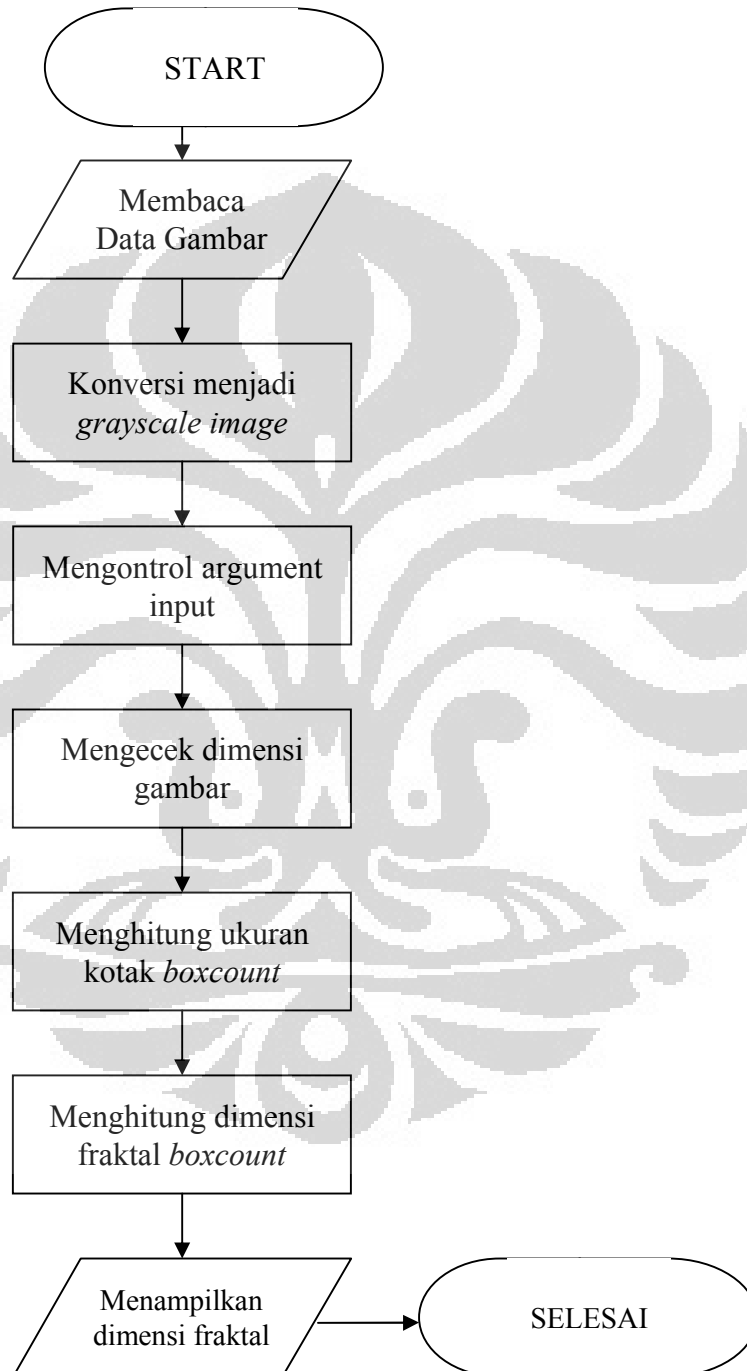 START
Membaca
Data Gambar
Konversi menjadi
grayscale image
Mengontrol argument
input
Mengecek dimensi
gambar
Menghitung ukuran
kotak boxcount
Menghitung dimensi
fraktal boxcount
Menampilkan
dimensi fraktal
SELESAI